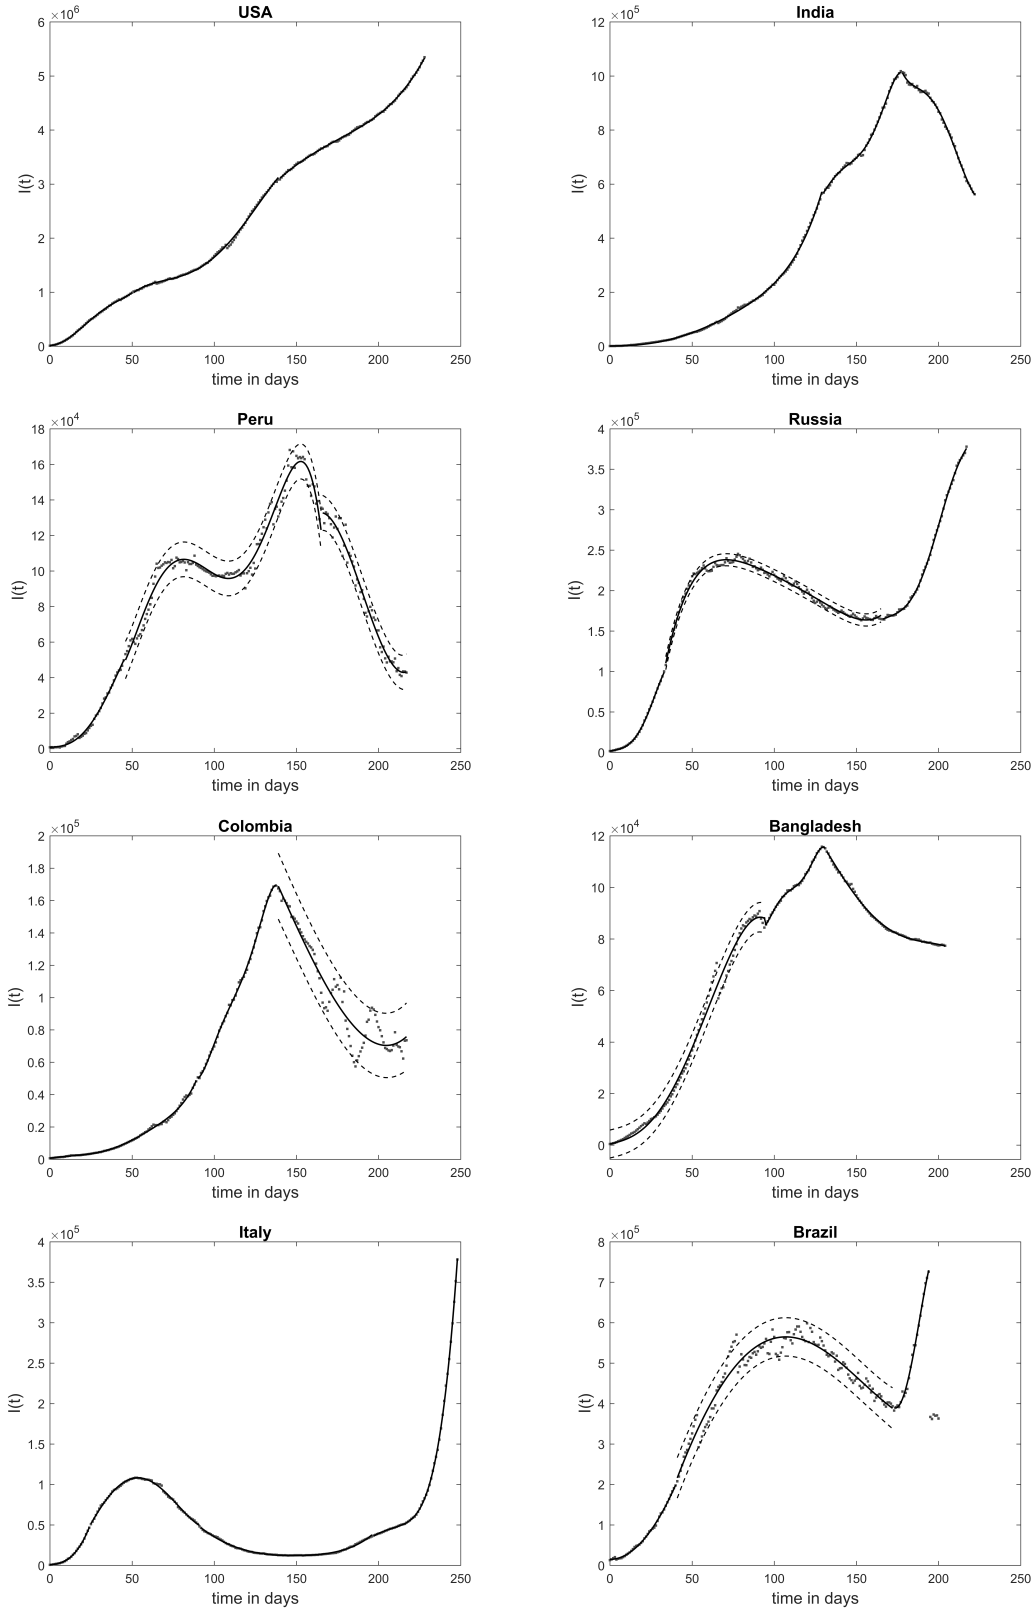 USA
×10^6
6
5
4
3
2
1
0
I(t)
0 50 100 150 200 250
time in days
India
×10^5
12
10
8
6
4
2
0
I(t)
0 50 100 150 200 250
time in days
Peru
×10^4
18
16
14
12
10
8
6
4
2
0
I(t)
0 50 100 150 200 250
time in days
Russia
×10^5
4
3.5
3
2.5
2
1.5
1
0.5
0
I(t)
0 50 100 150 200 250
time in days
Colombia
×10^5
2
1.8
1.6
1.4
1.2
1
0.8
0.6
0.4
0.2
0
I(t)
0 50 100 150 200 250
time in days
Bangladesh
×10^4
12
10
8
6
4
2
0
I(t)
0 50 100 150 200 250
time in days
Italy
×10^5
4
3.5
3
2.5
2
1.5
1
0.5
0
I(t)
0 50 100 150 200 250
time in days
Brazil
×10^5
8
7
6
5
4
3
2
1
0
I(t)
0 50 100 150 200 250
time in days